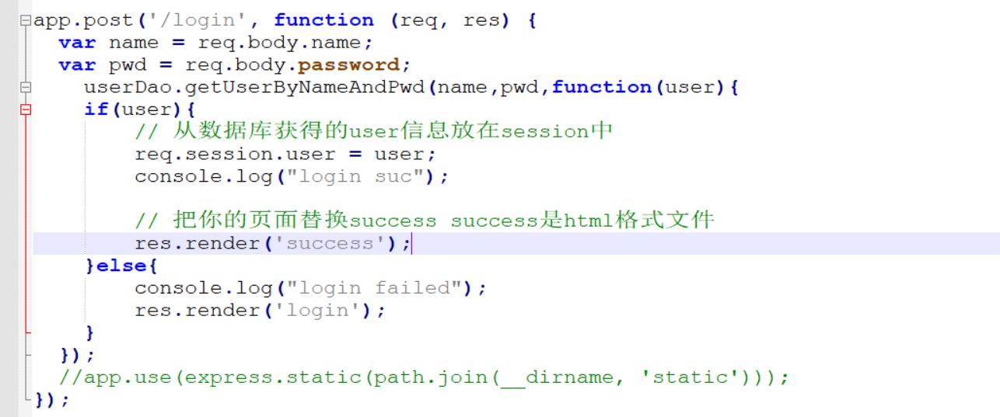 app.post('/login', function (req, res) {
var name = req.body.name;
var pwd = req.body.password;
userDao.getUserByNameAndPwd(name,pwd,function(user){
if(user){
// 从数据库获得的user信息放在session中
req.session.user = user;
console.log("login suc");
// 把你的页面替换success success是html格式文件
res.render('success');
}else{
console.log("login failed");
res.render('login');
}
});
//app.use(express.static(path.join(__dirname, 'static')));
});